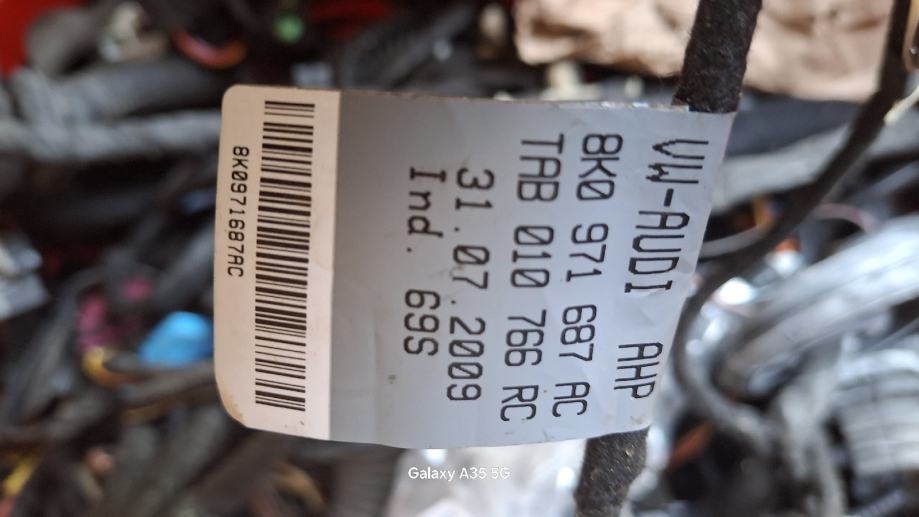 VW-AUDI AHP
8K0 971 687 AC
TAB 010 766 RC
31.07.2009
Ind. 69S
8K0971687AC
Galaxy A35 5G